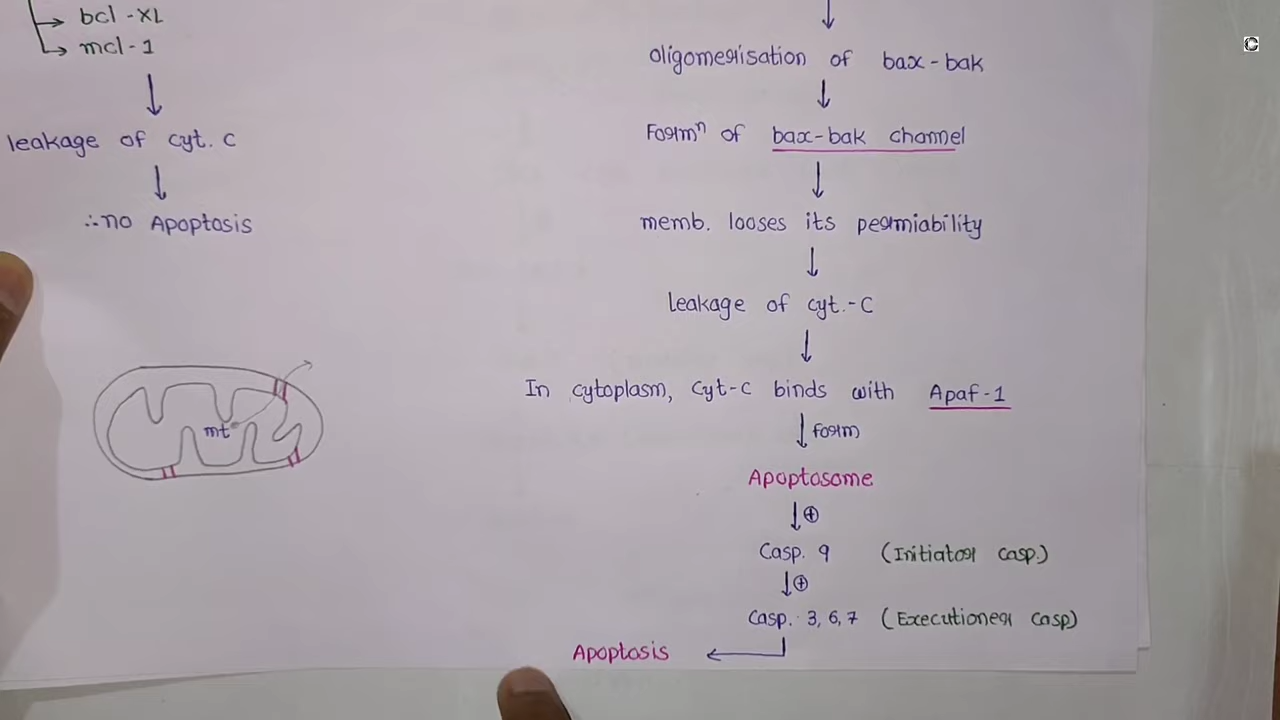 bcl-XL
mcl-1
leakage of cyt. c
∴no Apoptosis
mt
oligomerisation of bax-bak
Formⁿ of bax-bak channel
memb. looses its permiability
leakage of cyt.-C
In cytoplasm, Cyt-c binds with Apaf-1
form
Apoptosome
⊕
Casp. 9 (Initiator casp.)
⊕
Casp. 3, 6, 7 (Executioner Casp)
Apoptosis
C